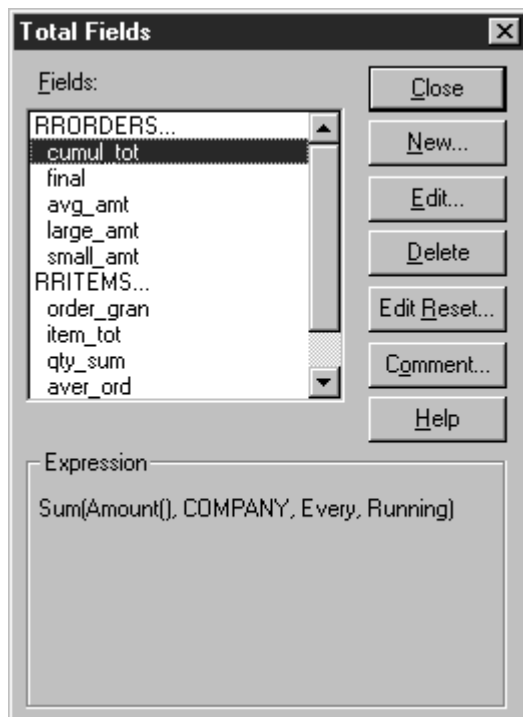 Total Fields
Fields:
RRORDERS...
cumul_tot
final
avg_amt
large_amt
small_amt
RRITEMS...
order_gran
item_tot
qty_sum
aver_ord
Close
New...
Edit...
Delete
Edit Reset...
Comment...
Help
Expression
Sum(Amount(), COMPANY, Every, Running)